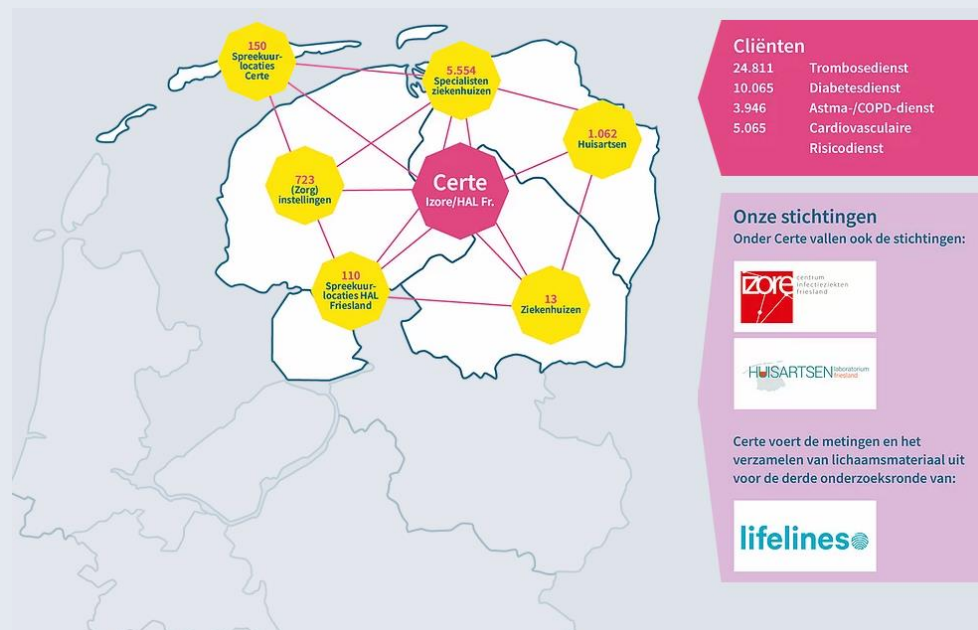 150
Spreekuur-
locaties
Certe
5.554
Specialisten
ziekenhuizen
1.062
Huisartsen
723
(Zorg)
instellingen
Certe
Izore/HAL Fr.
110
Spreekuur-
locaties HAL
Friesland
13
Ziekenhuizen
Cliënten
24.811 Trombosedienst
10.065 Diabetesdienst
3.946 Astma-/COPD-dienst
5.065 Cardiovasculaire
Risicodienst
Onze stichtingen
Onder Certe vallen ook de stichtingen:
izore
centrum
infectieziekten
friesland
HUISARTSEN laboratorium
friesland
Certe voert de metingen en het
verzamelen van lichaamsmateriaal uit
voor de derde onderzoeksronde van:
lifelines